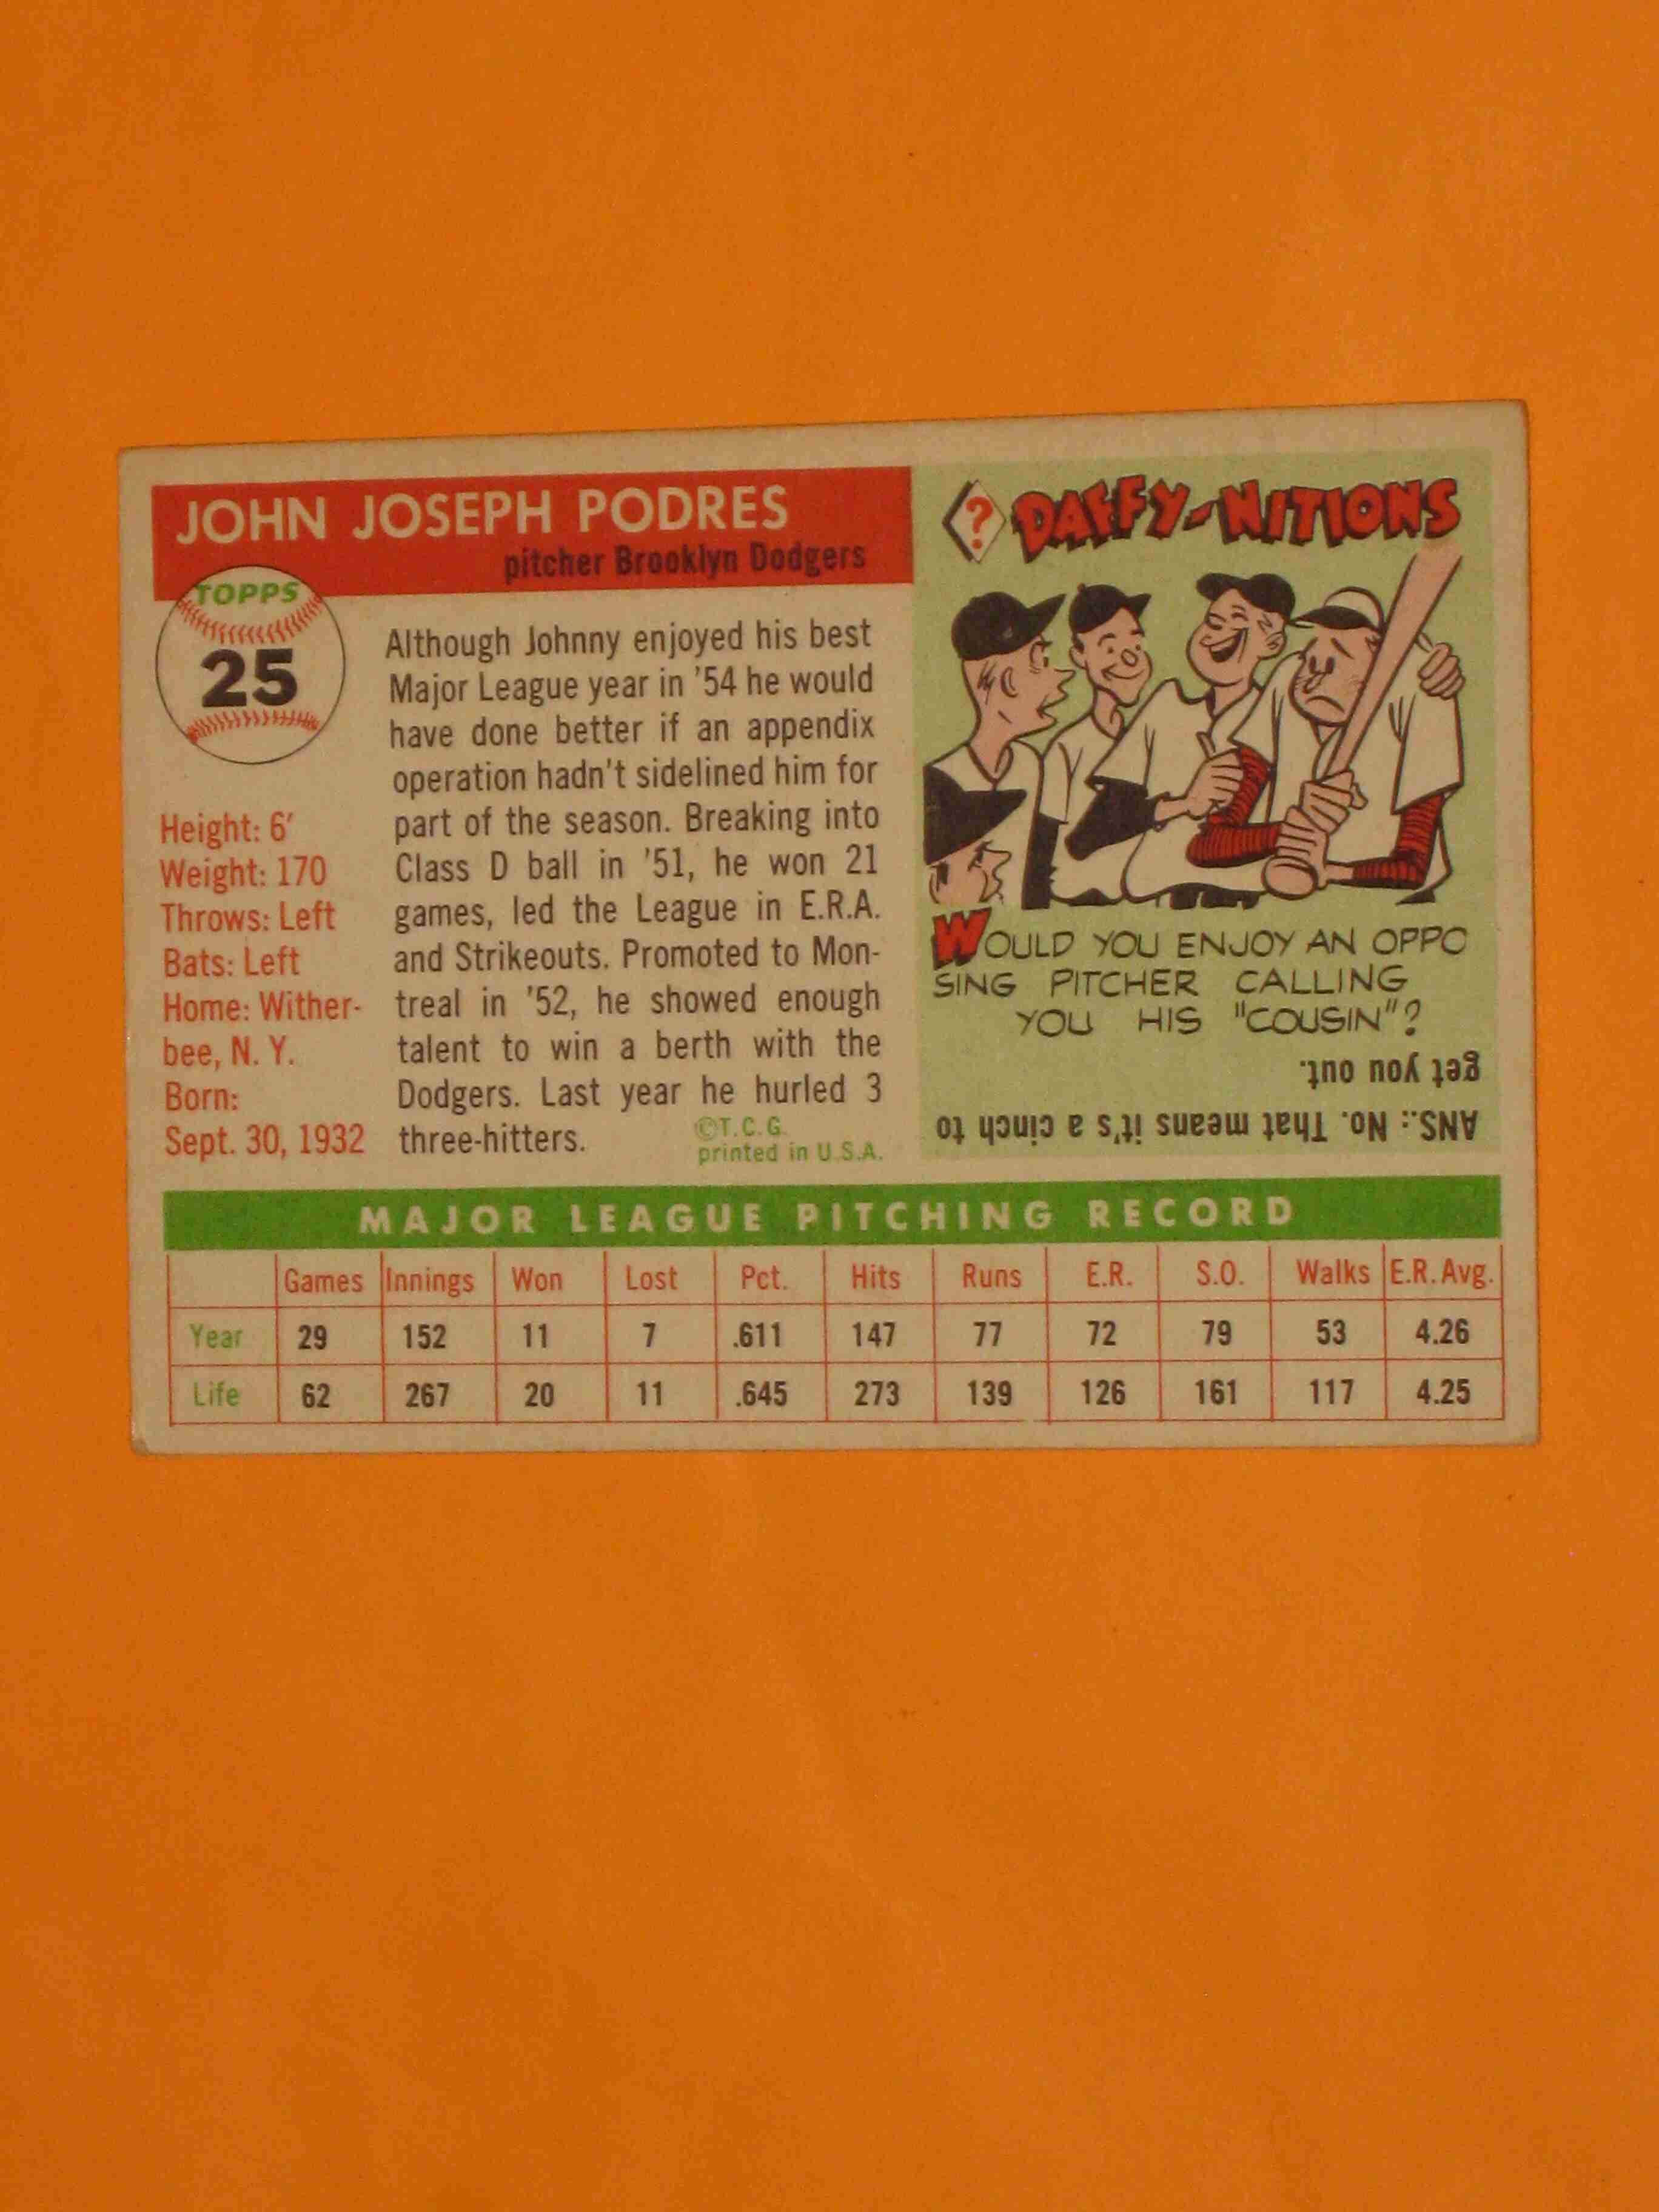 JOHN JOSEPH PODRES
pitcher Brooklyn Dodgers
TOPPS
25
Height: 6'
Weight: 170
Throws: Left
Bats: Left
Home: Wither-
bee, N. Y.
Born:
Sept. 30, 1932
Although Johnny enjoyed his best
Major League year in '54 he would
have done better if an appendix
operation hadn't sidelined him for
part of the season. Breaking into
Class D ball in '51, he won 21
games, led the League in E.R.A.
and Strikeouts. Promoted to Mon-
treal in '52, he showed enough
talent to win a berth with the
Dodgers. Last year he hurled 3
three-hitters.
©T.C.G.
printed in U.S.A.
? DAFFY-NITIONS
WOULD YOU ENJOY AN OPPO
SING PITCHER CALLING
YOU HIS "COUSIN"?
ANS.: No. That means it's a cinch to
get you out.
MAJOR LEAGUE PITCHING RECORD
Games Innings Won Lost Pct. Hits Runs E.R. S.O. Walks E.R. Avg.
Year 29 152 11 7 .611 147 77 72 79 53 4.26
Life 62 267 20 11 .645 273 139 126 161 117 4.25